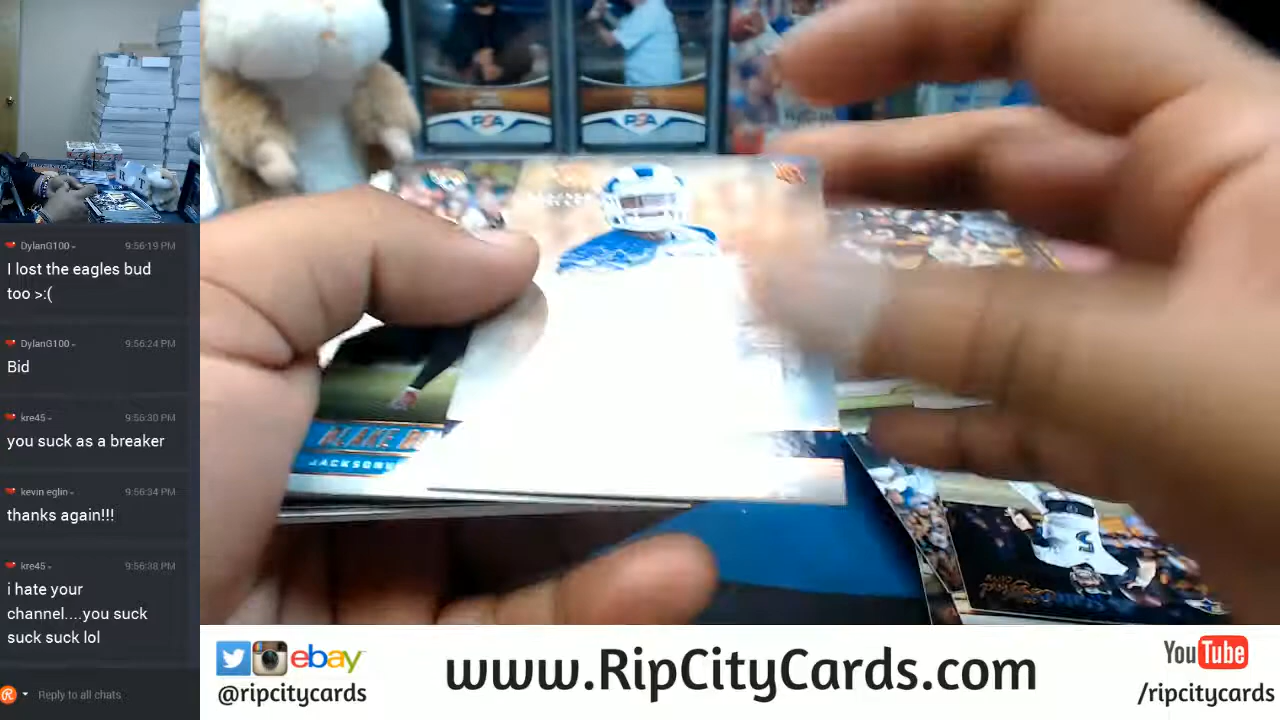 DylanG100
9:56:19 PM
I lost the eagles bud
too >:(
DylanG100
9:56:24 PM
Bid
kre45
9:56:30 PM
you suck as a breaker
kevin eglin
9:56:34 PM
thanks again!!!
kre45
9:56:38 PM
i hate your
channel....you suck
suck suck lol
Reply to all chats
PSA
PSA
BLAKE
ebay
@ripcitycards
www.RipCityCards.com
YouTube
/ripcitycards